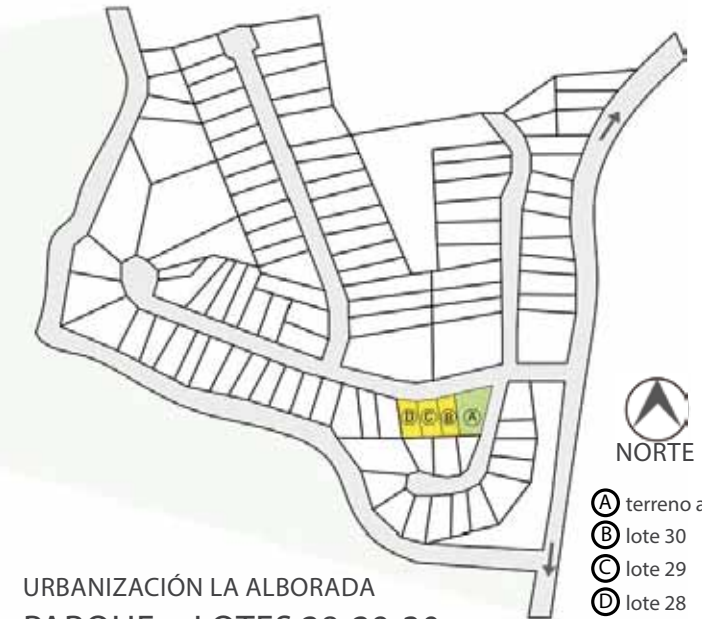 D C B A
NORTE
A terreno a
B lote 30
C lote 29
D lote 28
URBANIZACIÓN LA ALBORADA